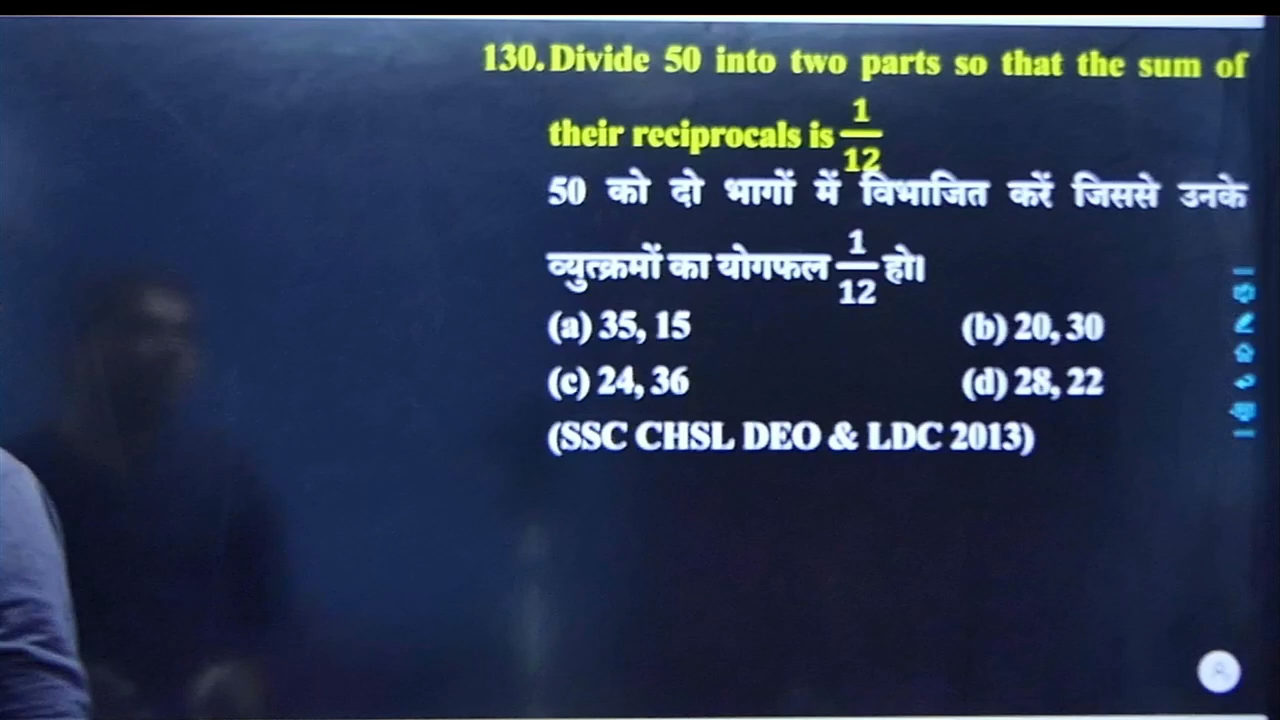 130. Divide 50 into two parts so that the sum of
their reciprocals is 1/12
50 को दो भागों में विभाजित करें जिससे उनके
व्युत्क्रमों का योगफल 1/12 हो।
(a) 35, 15 (b) 20, 30
(c) 24, 36 (d) 28, 22
(SSC CHSL DEO & LDC 2013)